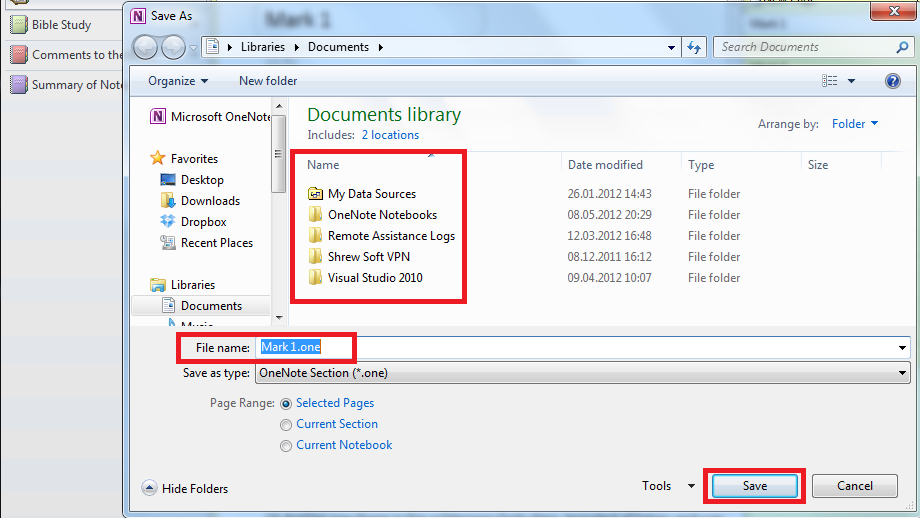 Mark 1
Save As
Bible Study
Comments to the
Summary of Note
Libraries
Documents
Search Documents
Organize
New folder
Microsoft OneNote
Favorites
Desktop
Downloads
Dropbox
Recent Places
Libraries
Documents
Music
Documents library
Includes: 2 locations
Arrange by: Folder
Name Date modified Type Size
My Data Sources 26.01.2012 14:43 File folder
OneNote Notebooks 08.05.2012 20:29 File folder
Remote Assistance Logs 12.03.2012 16:48 File folder
Shrew Soft VPN 08.12.2011 16:12 File folder
Visual Studio 2010 09.04.2012 10:07 File folder
File name: Mark 1.one
Save as type: OneNote Section (*.one)
Page Range: Selected Pages
Current Section
Current Notebook
Hide Folders
Tools
Save
Cancel